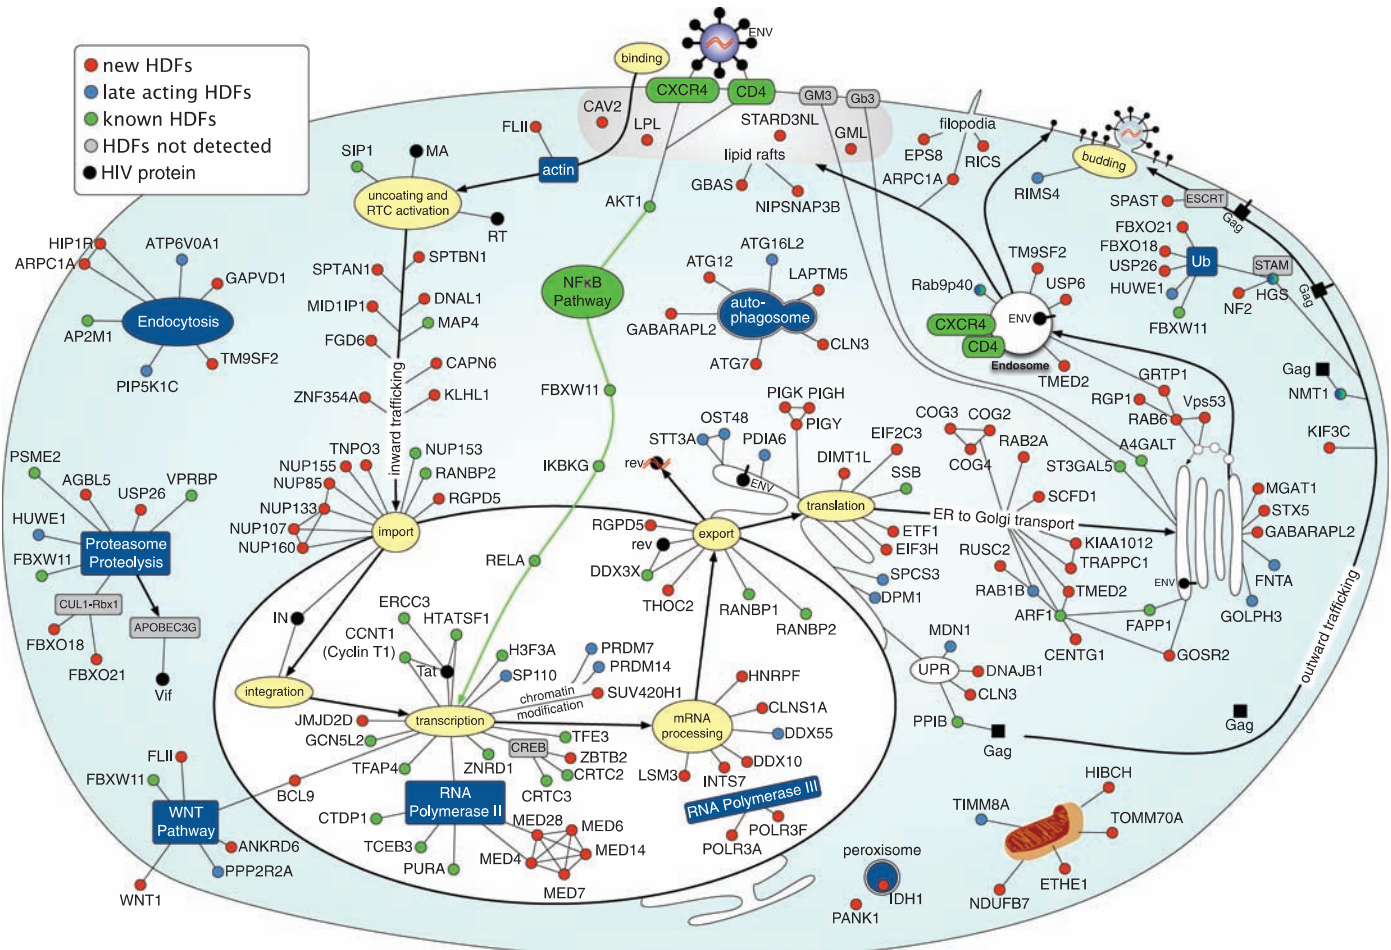 new HDFs
late acting HDFs
known HDFs
HDFs not detected
HIV protein
binding
ENV
CXCR4
CD4
GM3
Gb3
CAV2
LPL
STARD3NL
GML
lipid rafts
GBAS
NIPSNAP3B
FLII
actin
SIP1
MA
uncoating and
RTC activation
RT
AKT1
filopodia
EPS8
RICS
ARPC1A
budding
RIMS4
SPAST
ESCRT
Gag
FBXO21
FBXO18
USP26
HUWE1
Ub
FBXW11
STAM
HGS
NF2
Gag
Gag
NMT1
KIF3C
HIP1R
ARPC1A
ATP6V0A1
GAPVD1
Endocytosis
AP2M1
PIP5K1C
TM9SF2
SPTAN1
SPTBN1
MID1IP1
DNAL1
MAP4
FGD6
CAPN6
ZNF354A
KLHL1
inward trafficking
NFκB
Pathway
FBXW11
IKBKG
RELA
ATG16L2
ATG12
LAPTM5
auto-
phagosome
GABARAPL2
CLN3
ATG7
Rab9p40
TM9SF2
USP6
ENV
CXCR4
CD4
Endosome
TMED2
GRTP1
RGP1
RAB6
Vps53
A4GALT
ST3GAL5
PSME2
AGBL5
USP26
VPRBP
HUWE1
FBXW11
Proteasome
Proteolysis
CUL1-Rbx1
APOBEC3G
FBXO18
FBXO21
Vif
TNPO3
NUP155
NUP85
NUP133
NUP107
NUP160
NUP153
RANBP2
RGPD5
import
rev
OST48
STT3A
PDIA6
ENV
PIGK
PIGH
PIGY
DIMT1L
EIF2C3
SSB
translation
ETF1
EIF3H
SPCS3
DPM1
COG3
COG2
COG4
RAB2A
SCFD1
ER to Golgi transport
KIAA1012
TRAPPC1
RUSC2
RAB1B
TMED2
ARF1
CENTG1
FAPP1
GOSR2
ENV
MGAT1
STX5
GABARAPL2
FNTA
GOLPH3
outward trafficking
RGPD5
rev
DDX3X
THOC2
export
RANBP1
RANBP2
IN
integration
ERCC3
CCNT1
(Cyclin T1)
HTATSF1
Tat
H3F3A
SP110
PRDM7
PRDM14
SUV420H1
chromatin
modification
transcription
JMJD2D
GCN5L2
TFAP4
ZNRD1
CREB
TFE3
ZBTB2
CRTC2
CRTC3
mRNA
processing
HNRPF
CLNS1A
DDX55
DDX10
INTS7
LSM3
RNA
Polymerase II
CTDP1
TCEB3
PURA
MED28
MED6
MED14
MED4
MED7
RNA Polymerase III
POLR3F
POLR3A
FLII
FBXW11
BCL9
WNT
Pathway
ANKRD6
PPP2R2A
WNT1
MDN1
UPR
DNAJB1
CLN3
PPIB
Gag
Gag
peroxisome
IDH1
PANK1
HIBCH
TIMM8A
TOMM70A
ETHE1
NDUFB7